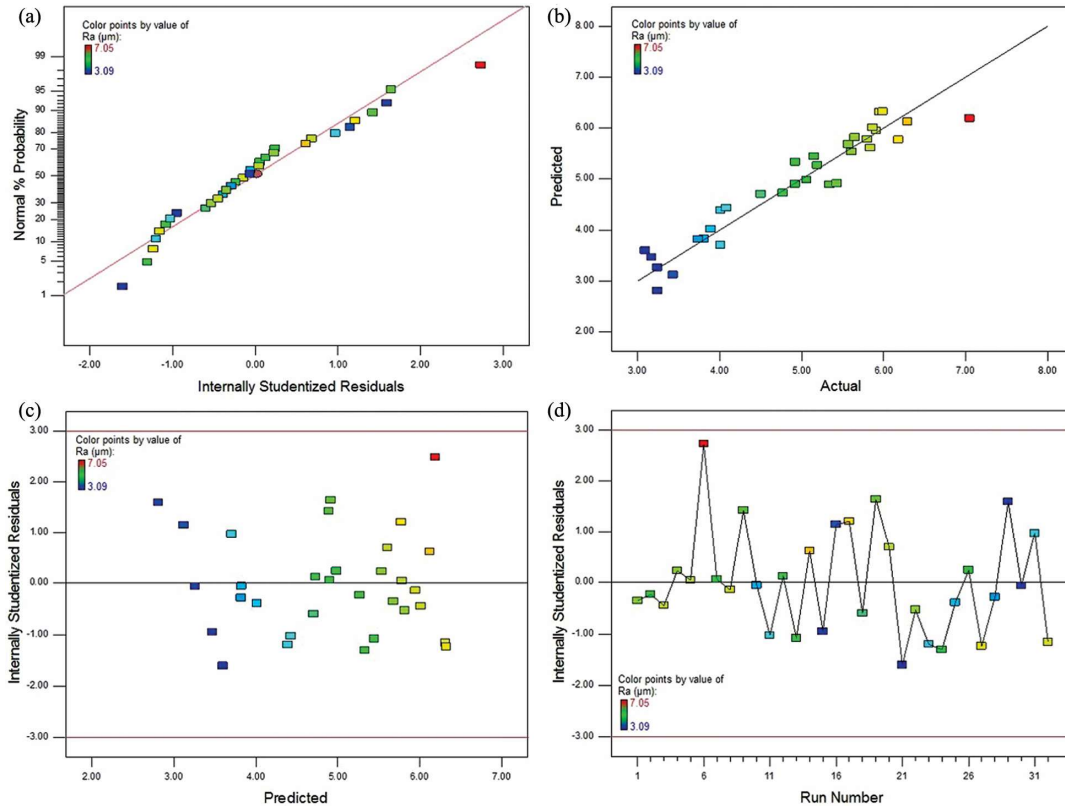 (a)
Color points by value of
Ra (µm):
7.05
3.09
Normal % Probability
99
95
90
80
70
50
30
20
10
5
1
-2.00 -1.00 0.00 1.00 2.00 3.00
Internally Studentized Residuals
(b)
Color points by value of
Ra (µm):
7.05
3.09
Predicted
8.00
7.00
6.00
5.00
4.00
3.00
2.00
3.00 4.00 5.00 6.00 7.00 8.00
Actual
(c)
Color points by value of
Ra (µm):
7.05
3.09
Internally Studentized Residuals
3.00
2.00
1.00
0.00
-1.00
-2.00
-3.00
2.00 3.00 4.00 5.00 6.00 7.00
Predicted
(d)
Internally Studentized Residuals
3.00
2.00
1.00
0.00
-1.00
-2.00
-3.00
Color points by value of
Ra (µm):
7.05
3.09
1 6 11 16 21 26 31
Run Number